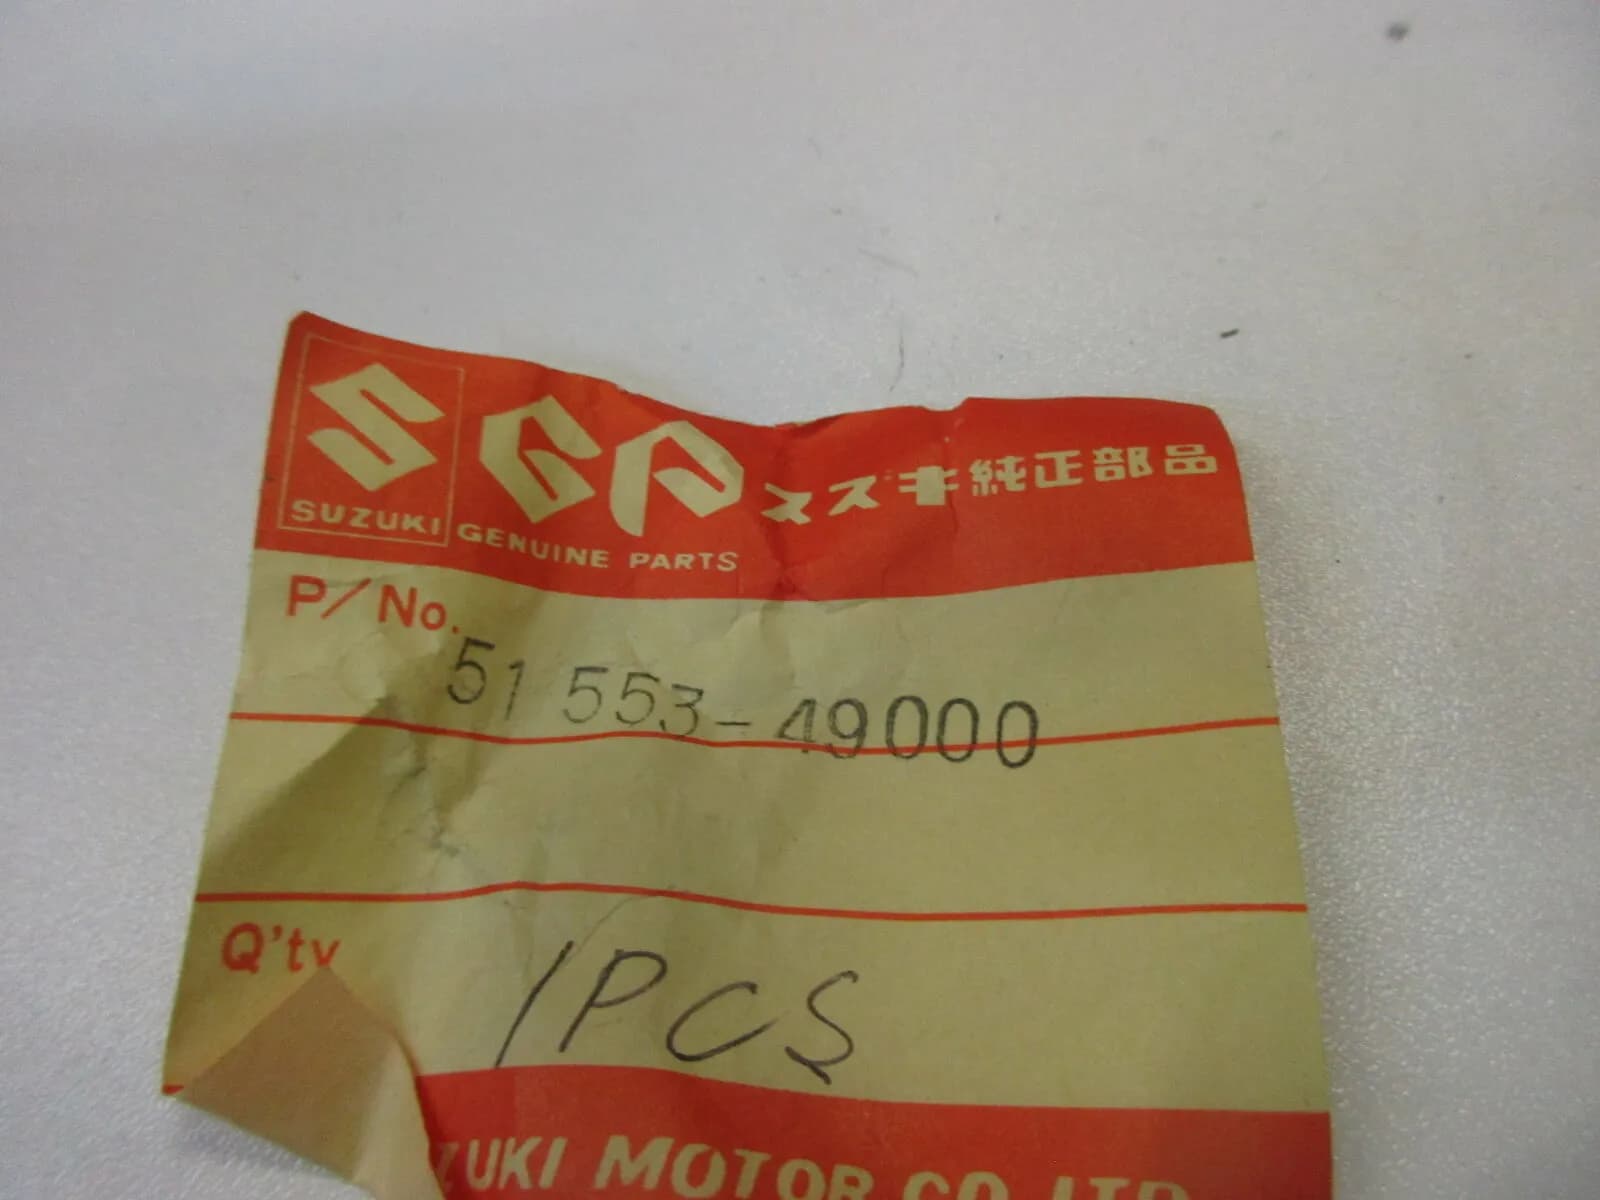 SGP スズキ純正部品
SUZUKI GENUINE PARTS
P/No.
51553-49000
Q'ty
1PCS
ZUKI MOTOR CO.,LTD